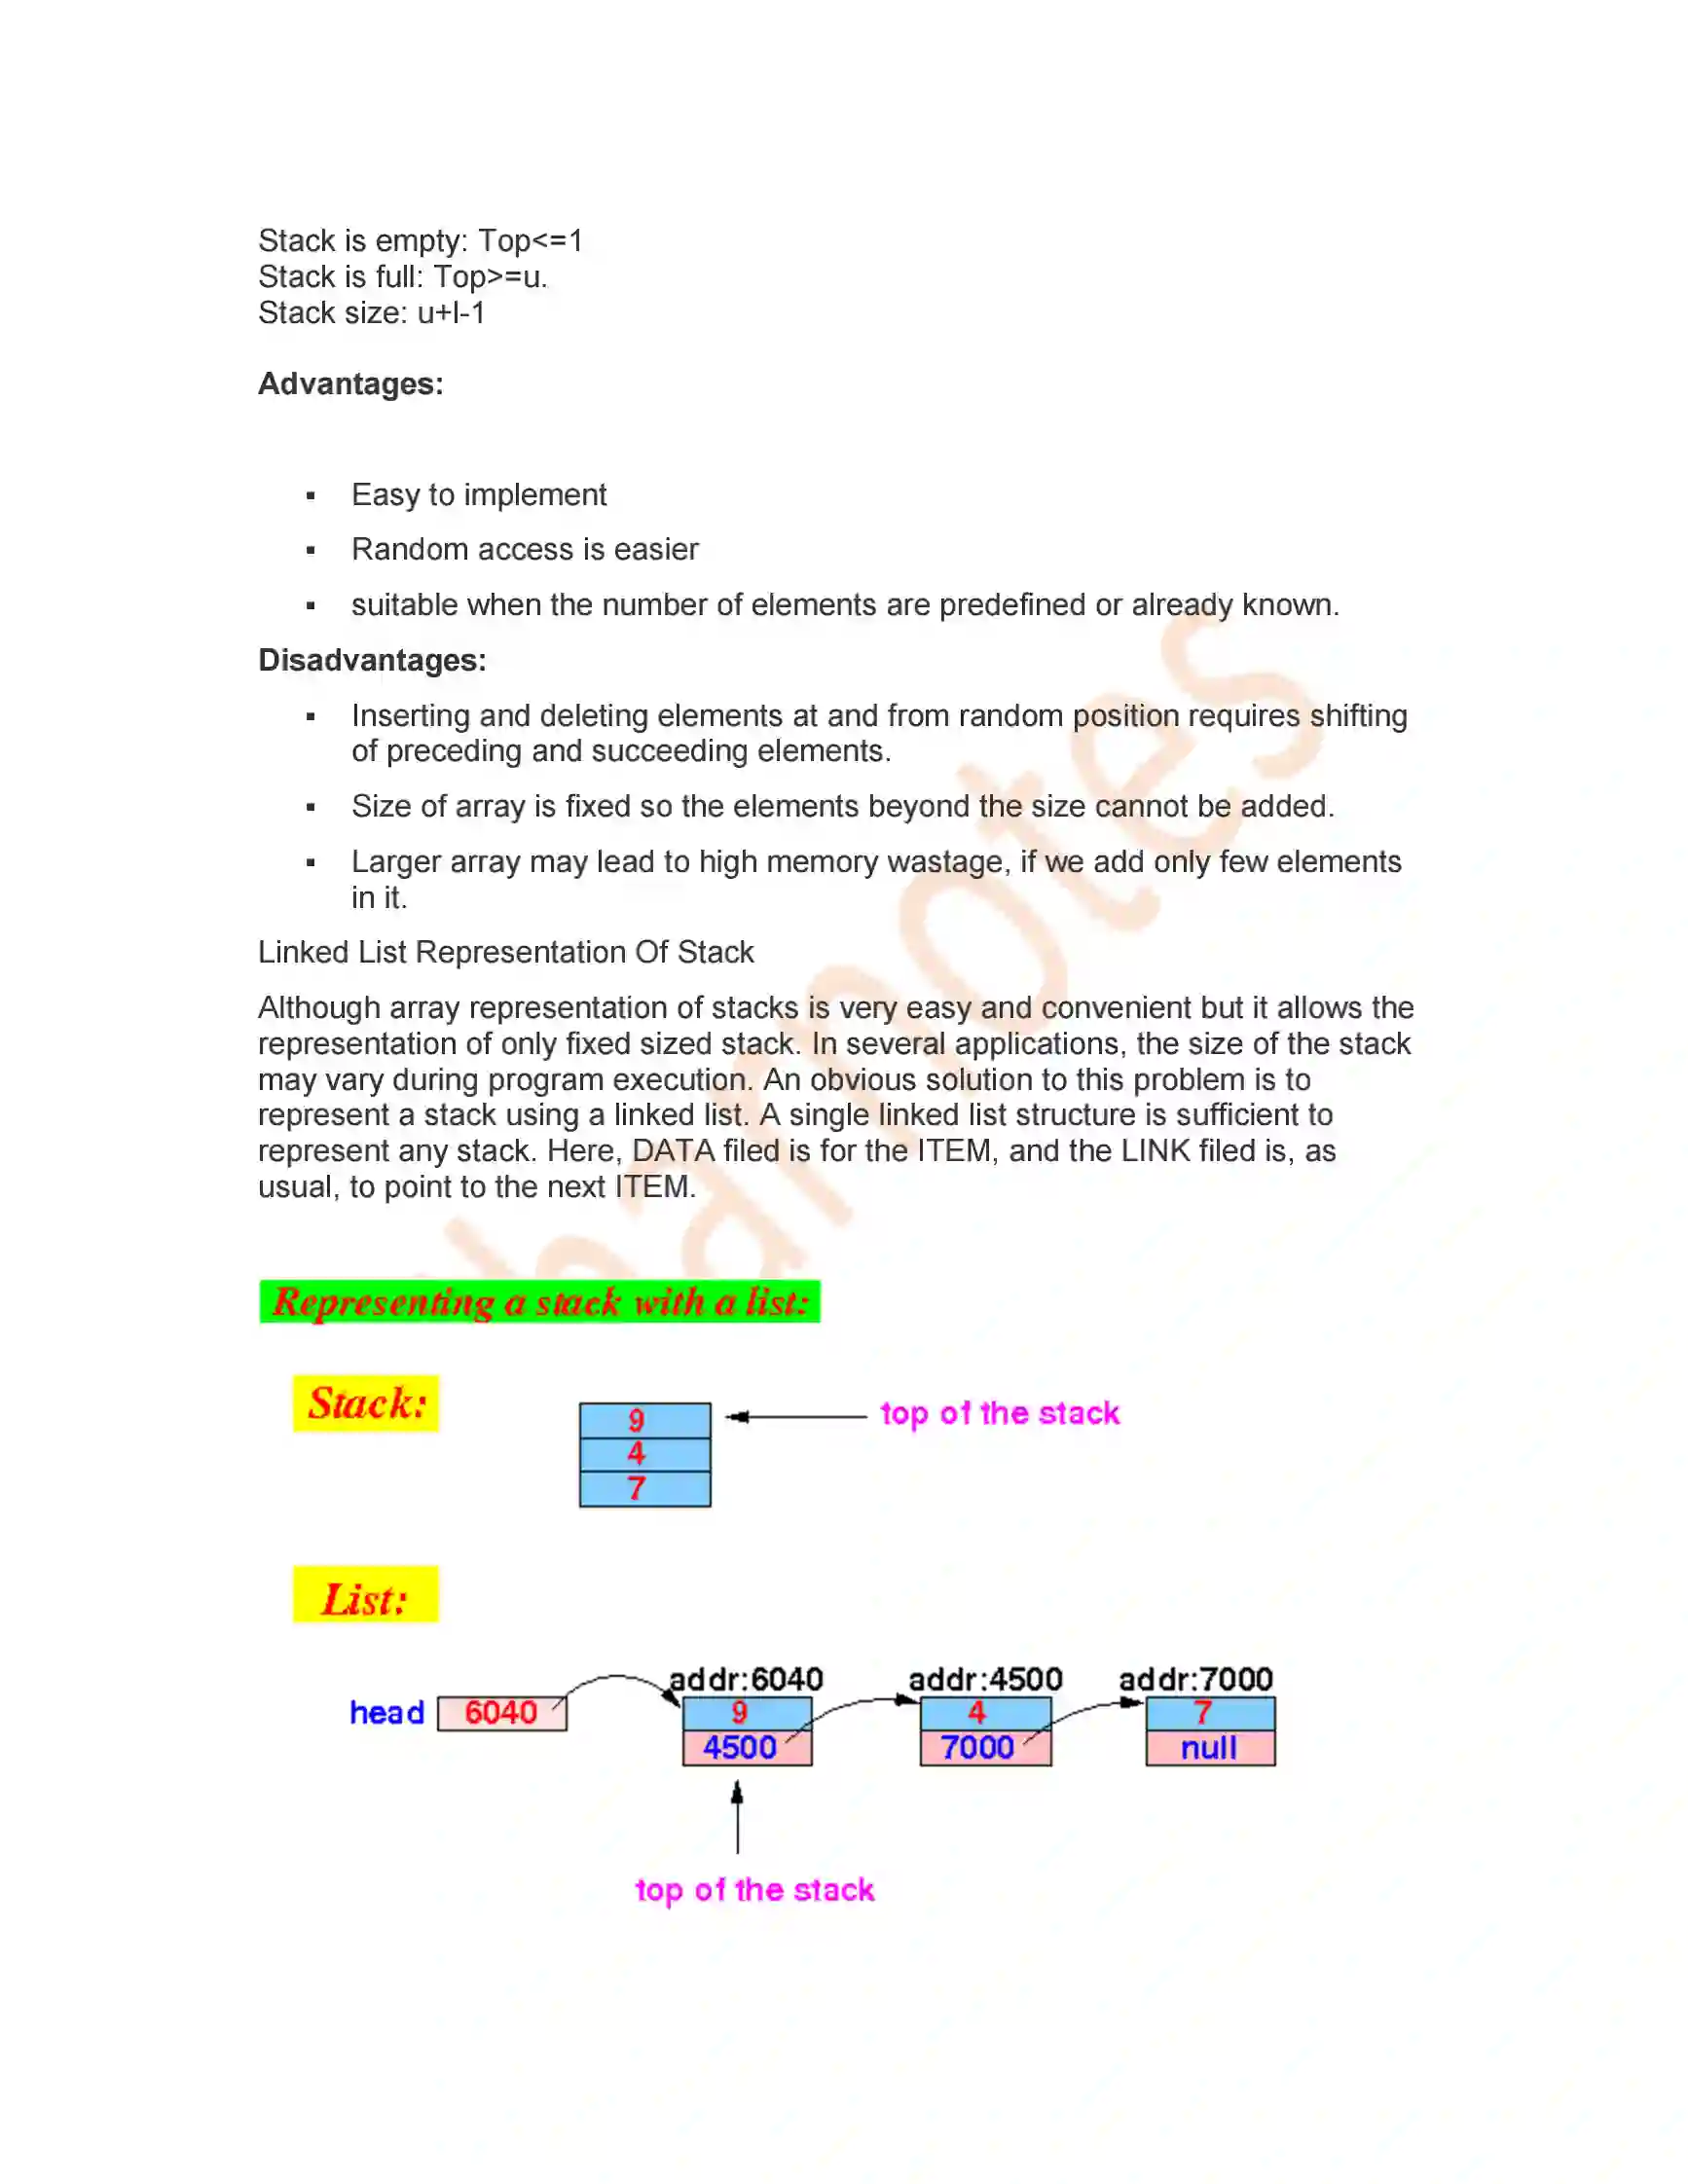 Stack is empty: Top<=1
Stack is full: Top>=u.
Stack size: u+l-1
Advantages:
▪ Easy to implement
▪ Random access is easier
▪ suitable when the number of elements are predefined or already known.
Disadvantages:
▪ Inserting and deleting elements at and from random position requires shifting
of preceding and succeeding elements.
▪ Size of array is fixed so the elements beyond the size cannot be added.
▪ Larger array may lead to high memory wastage, if we add only few elements
in it.
Linked List Representation Of Stack
Although array representation of stacks is very easy and convenient but it allows the
representation of only fixed sized stack. In several applications, the size of the stack
may vary during program execution. An obvious solution to this problem is to
represent a stack using a linked list. A single linked list structure is sufficient to
represent any stack. Here, DATA filed is for the ITEM, and the LINK filed is, as
usual, to point to the next ITEM.
Representing a stack with a list:
Stack:
9
top of the stack
4
7
List:
addr:6040 addr:4500 addr:7000
head 6040 9 4 7
4500 7000 null
top of the stack